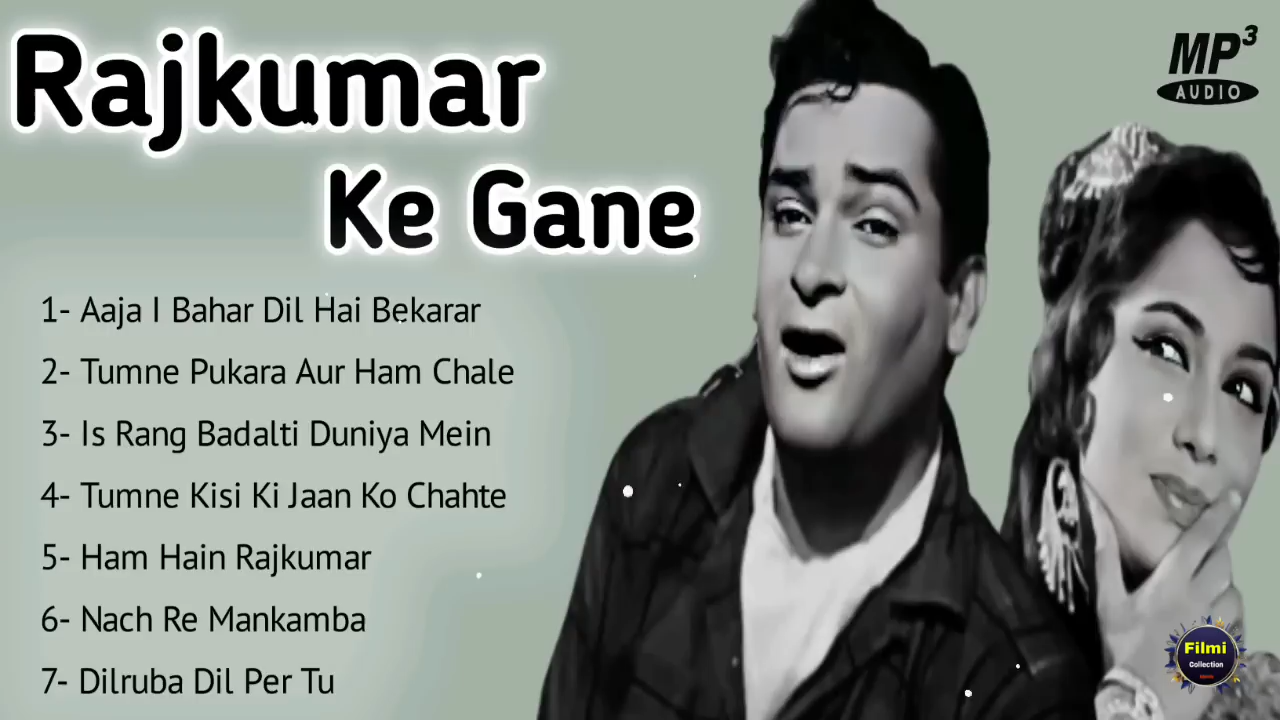 Rajkumar
Ke Gane
MP3
AUDIO
1- Aaja I Bahar Dil Hai Bekarar
2- Tumne Pukara Aur Ham Chale
3- Is Rang Badalti Duniya Mein
4- Tumne Kisi Ki Jaan Ko Chahte
5- Ham Hain Rajkumar
6- Nach Re Mankamba
7- Dilruba Dil Per Tu
Filmi
Collection